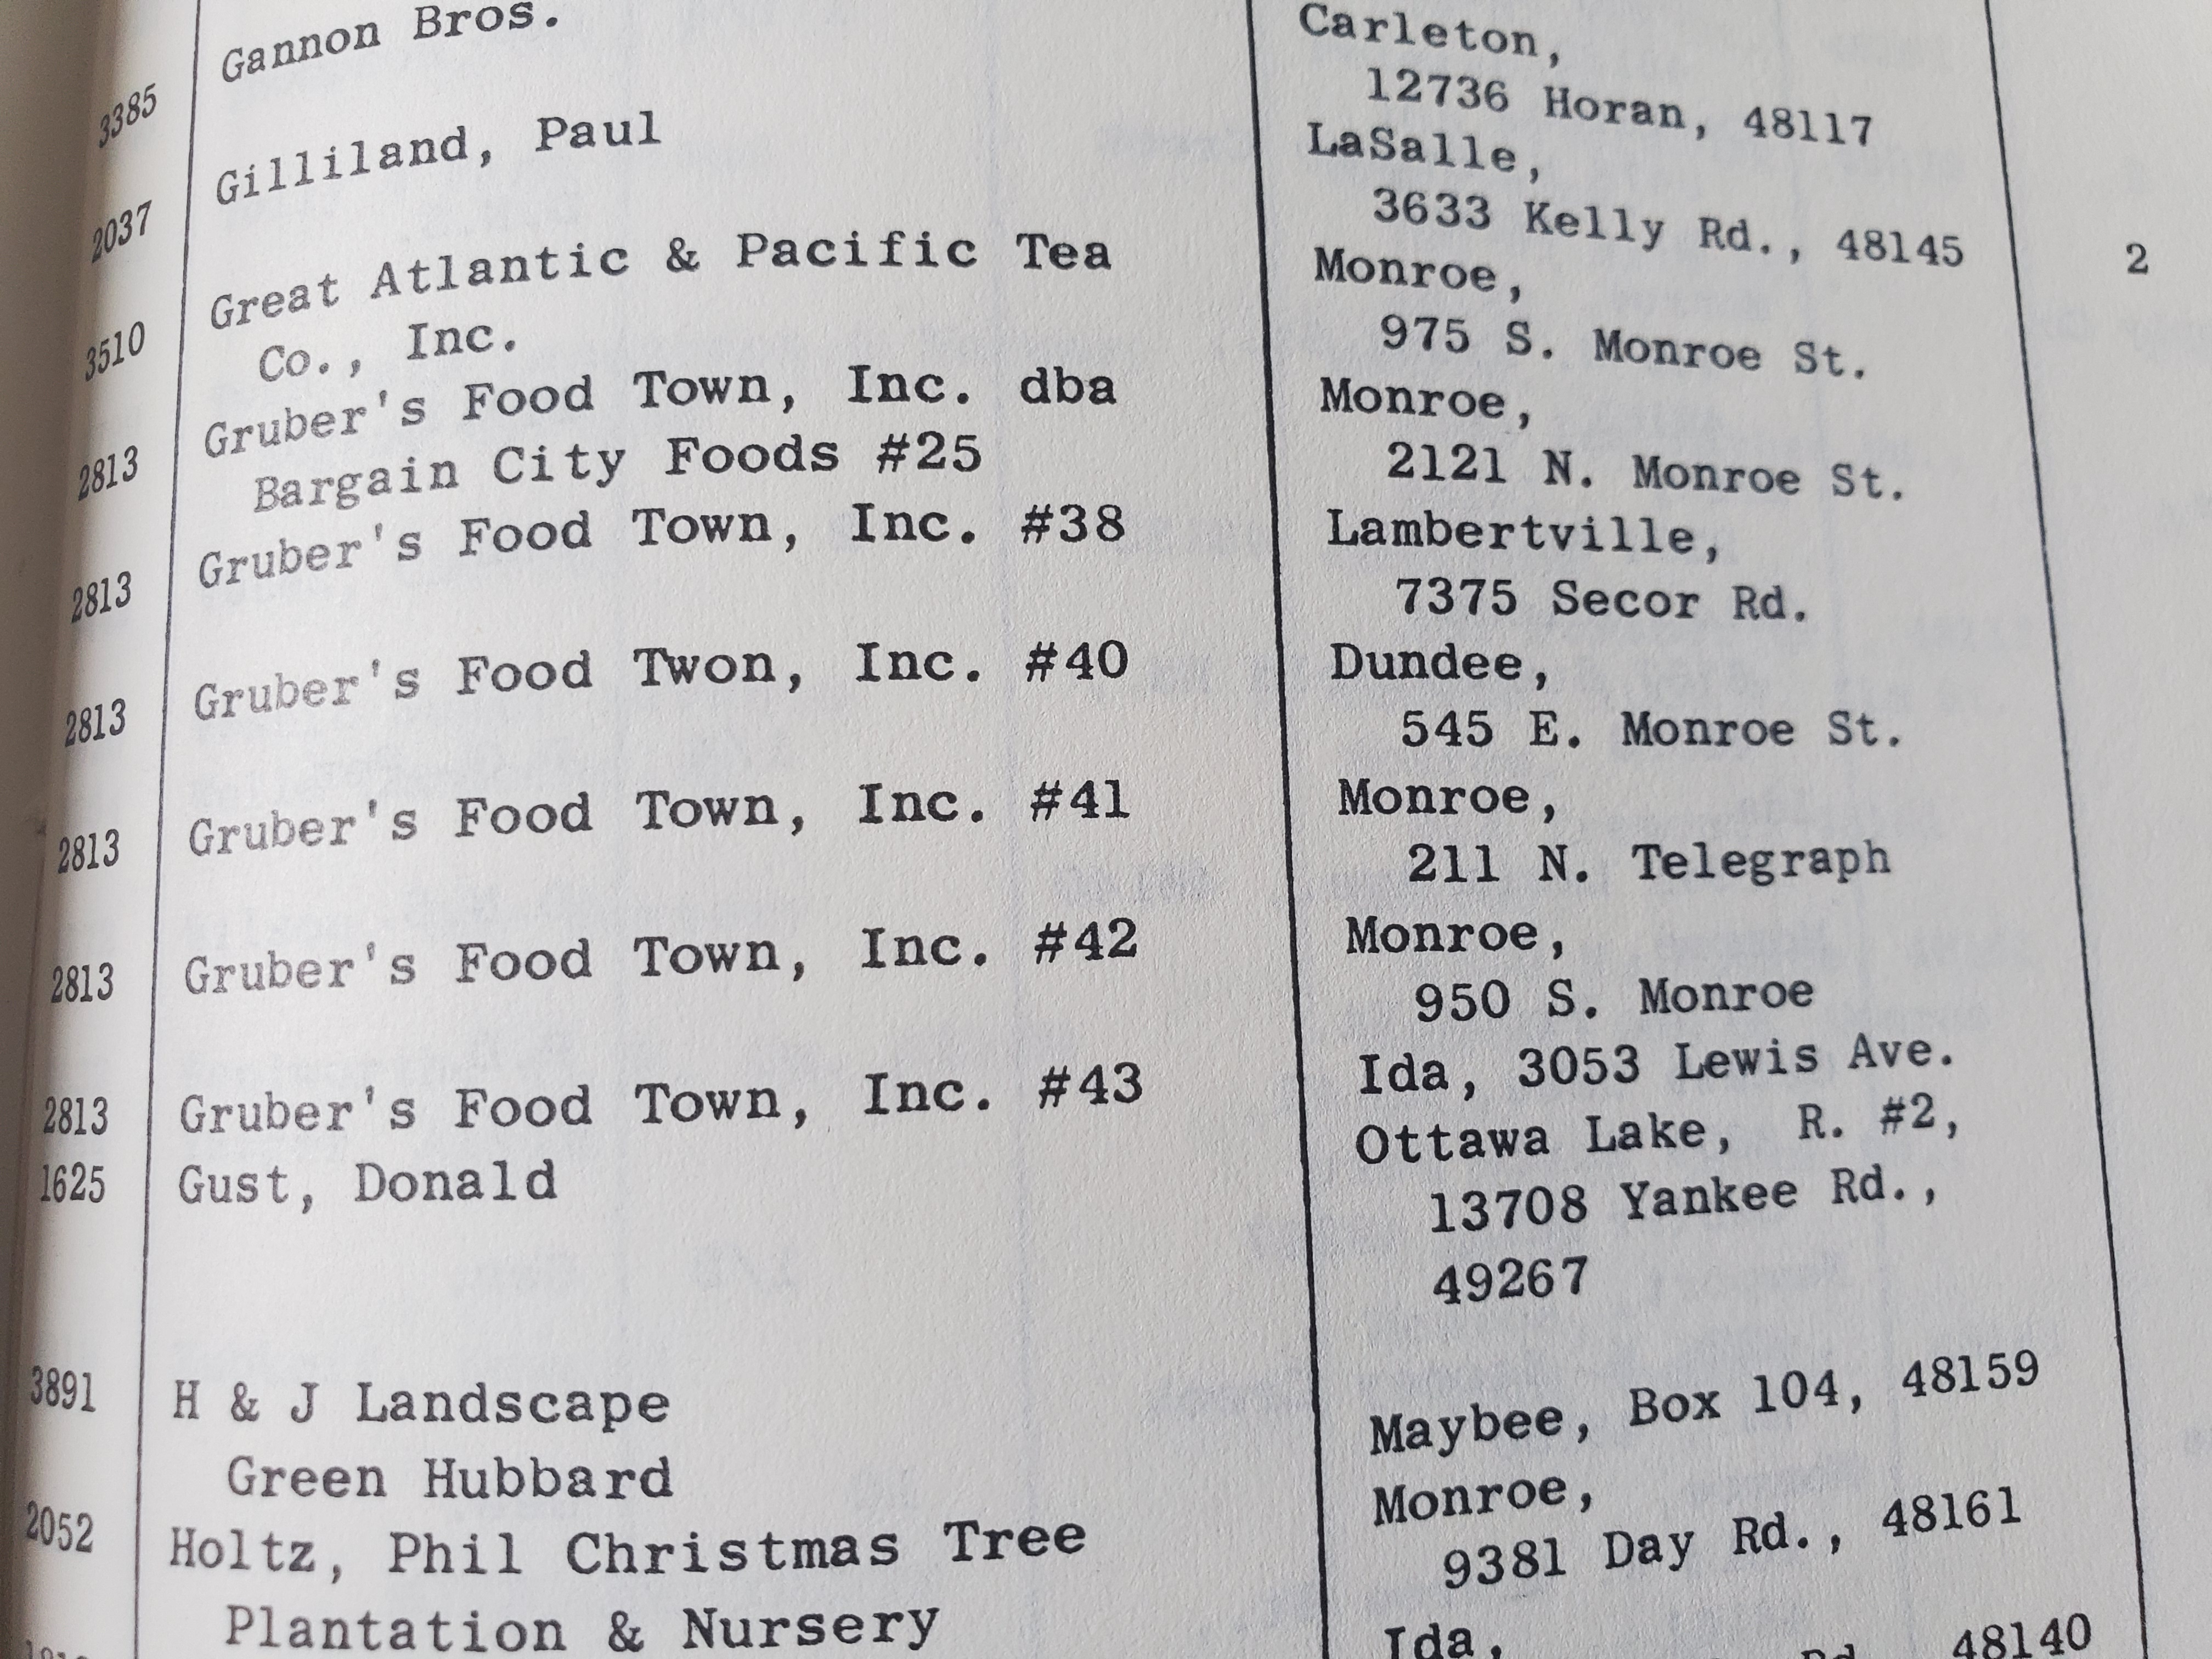 Gannon Bros. Carleton,
3385 12736 Horan, 48117
Gilliland, Paul LaSalle,
2037 3633 Kelly Rd., 48145
Great Atlantic & Pacific Tea Monroe, 2
3510 Co., Inc. 975 S. Monroe St.
Gruber's Food Town, Inc. dba Monroe,
2813 Bargain City Foods #25 2121 N. Monroe St.
2813 Gruber's Food Town, Inc. #38 Lambertville,
7375 Secor Rd.
2813 Gruber's Food Twon, Inc. #40 Dundee,
545 E. Monroe St.
2813 Gruber's Food Town, Inc. #41 Monroe,
211 N. Telegraph
2813 Gruber's Food Town, Inc. #42 Monroe,
950 S. Monroe
2813 Gruber's Food Town, Inc. #43 Ida, 3053 Lewis Ave.
1625 Gust, Donald Ottawa Lake, R. #2,
13708 Yankee Rd.,
49267
3891 H & J Landscape Maybee, Box 104, 48159
Green Hubbard
2052 Holtz, Phil Christmas Tree Monroe,
Plantation & Nursery 9381 Day Rd., 48161
Ida,
Rd. 48140